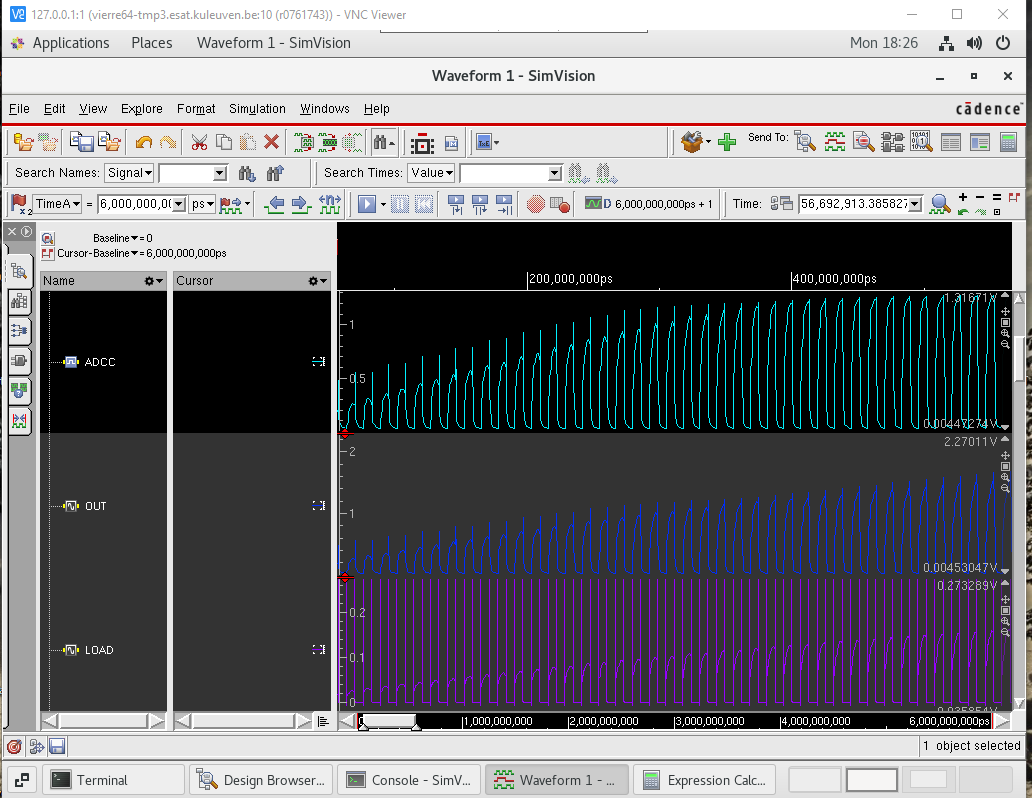 127.0.0.1:1 (vierre64-tmp3.esat.kuleuven.be:10 (r0761743)) - VNC Viewer
Applications Places Waveform 1 - SimVision Mon 18:26
Waveform 1 - SimVision
File Edit View Explore Format Simulation Windows Help cādence
Send To:
Search Names: Signal Search Times: Value
TimeA = 6,000,000,00 ps 6,000,000,000ps + 1 Time: 56,692,913.385827
Baseline = 0
Cursor-Baseline = 6,000,000,000ps
Name Cursor 200,000,000ps 400,000,000ps
1.31671V
1
ADCC
0.5
0.00447274V
2.27011V
2
OUT
1
0.00453047V
0.273289V
0.2
LOAD
0.1
0
1,000,000,000 2,000,000,000 3,000,000,000 4,000,000,000 6,000,000,000ps
1 object selected
Terminal Design Browser... Console - SimV... Waveform 1 - ... Expression Calc...